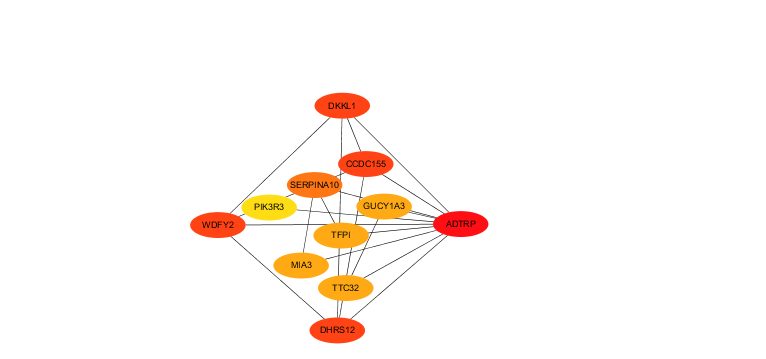 DKKL1
CCDC155
SERPINA10
PIK3R3
GUCY1A3
WDFY2
ADTRP
TFPI
MIA3
TTC32
DHRS12